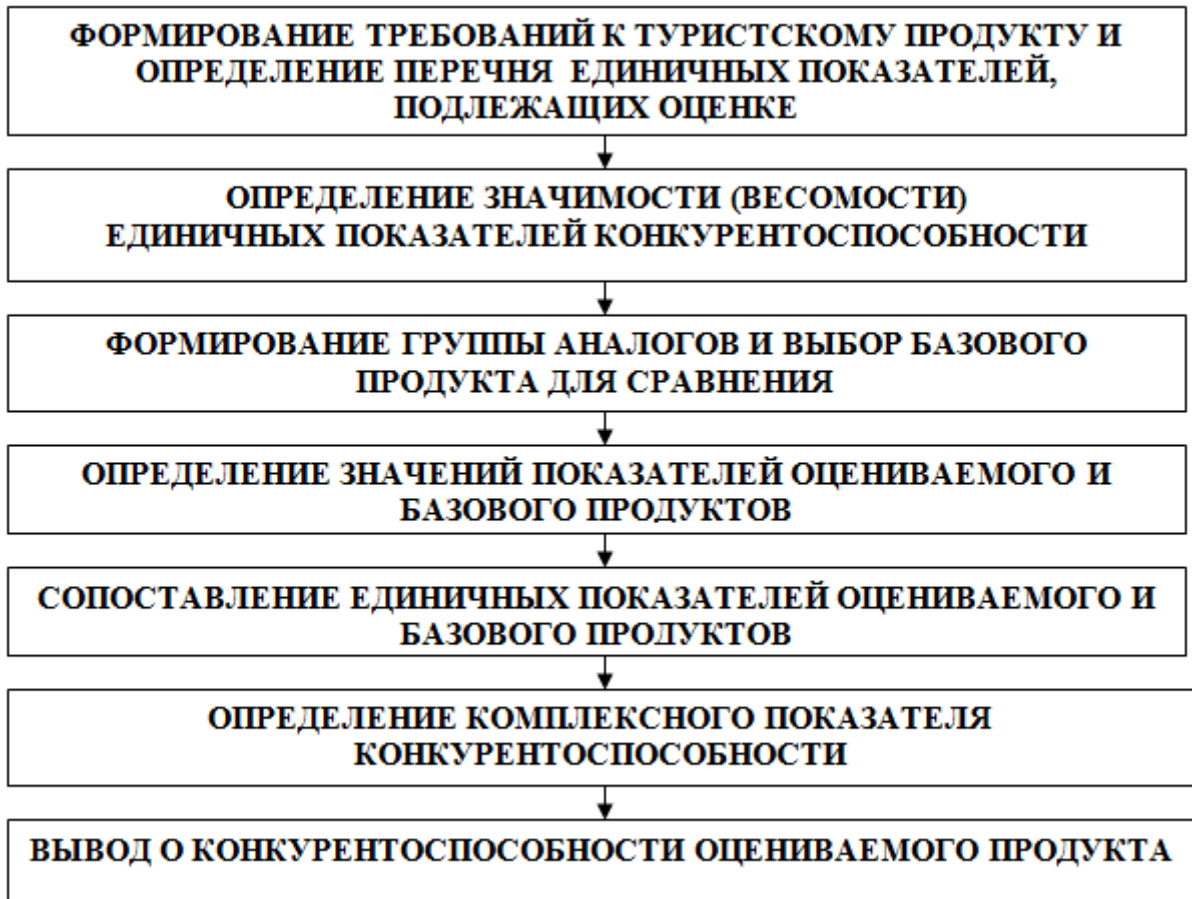 ФОРМИРОВАНИЕ ТРЕБОВАНИЙ К ТУРИСТСКОМУ ПРОДУКТУ И
ОПРЕДЕЛЕНИЕ ПЕРЕЧНЯ ЕДИНИЧНЫХ ПОКАЗАТЕЛЕЙ,
ПОДЛЕЖАЩИХ ОЦЕНКЕ
ОПРЕДЕЛЕНИЕ ЗНАЧИМОСТИ (ВЕСОМОСТИ)
ЕДИНИЧНЫХ ПОКАЗАТЕЛЕЙ КОНКУРЕНТОСПОСОБНОСТИ
ФОРМИРОВАНИЕ ГРУППЫ АНАЛОГОВ И ВЫБОР БАЗОВОГО
ПРОДУКТА ДЛЯ СРАВНЕНИЯ
ОПРЕДЕЛЕНИЕ ЗНАЧЕНИЙ ПОКАЗАТЕЛЕЙ ОЦЕНИВАЕМОГО И
БАЗОВОГО ПРОДУКТОВ
СОПОСТАВЛЕНИЕ ЕДИНИЧНЫХ ПОКАЗАТЕЛЕЙ ОЦЕНИВАЕМОГО И
БАЗОВОГО ПРОДУКТОВ
ОПРЕДЕЛЕНИЕ КОМПЛЕКСНОГО ПОКАЗАТЕЛЯ
КОНКУРЕНТОСПОСОБНОСТИ
ВЫВОД О КОНКУРЕНТОСПОСОБНОСТИ ОЦЕНИВАЕМОГО ПРОДУКТА